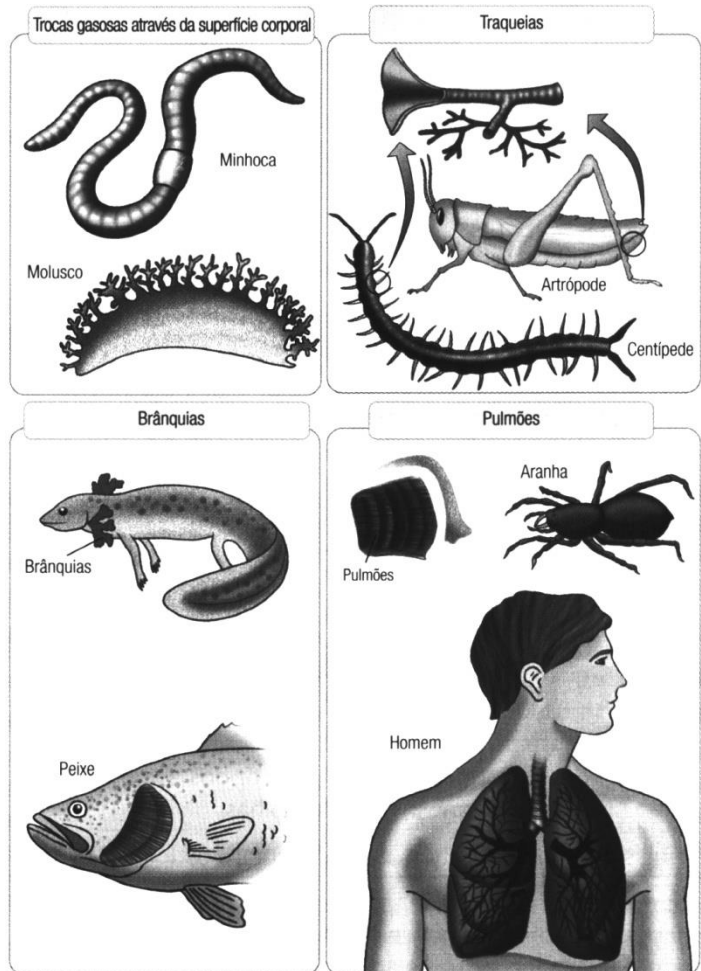 Trocas gasosas através da superfície corporal
Minhoca
Molusco
Traqueias
Artrópode
Centípede
Brânquias
Brânquias
Peixe
Pulmões
Aranha
Pulmões
Homem